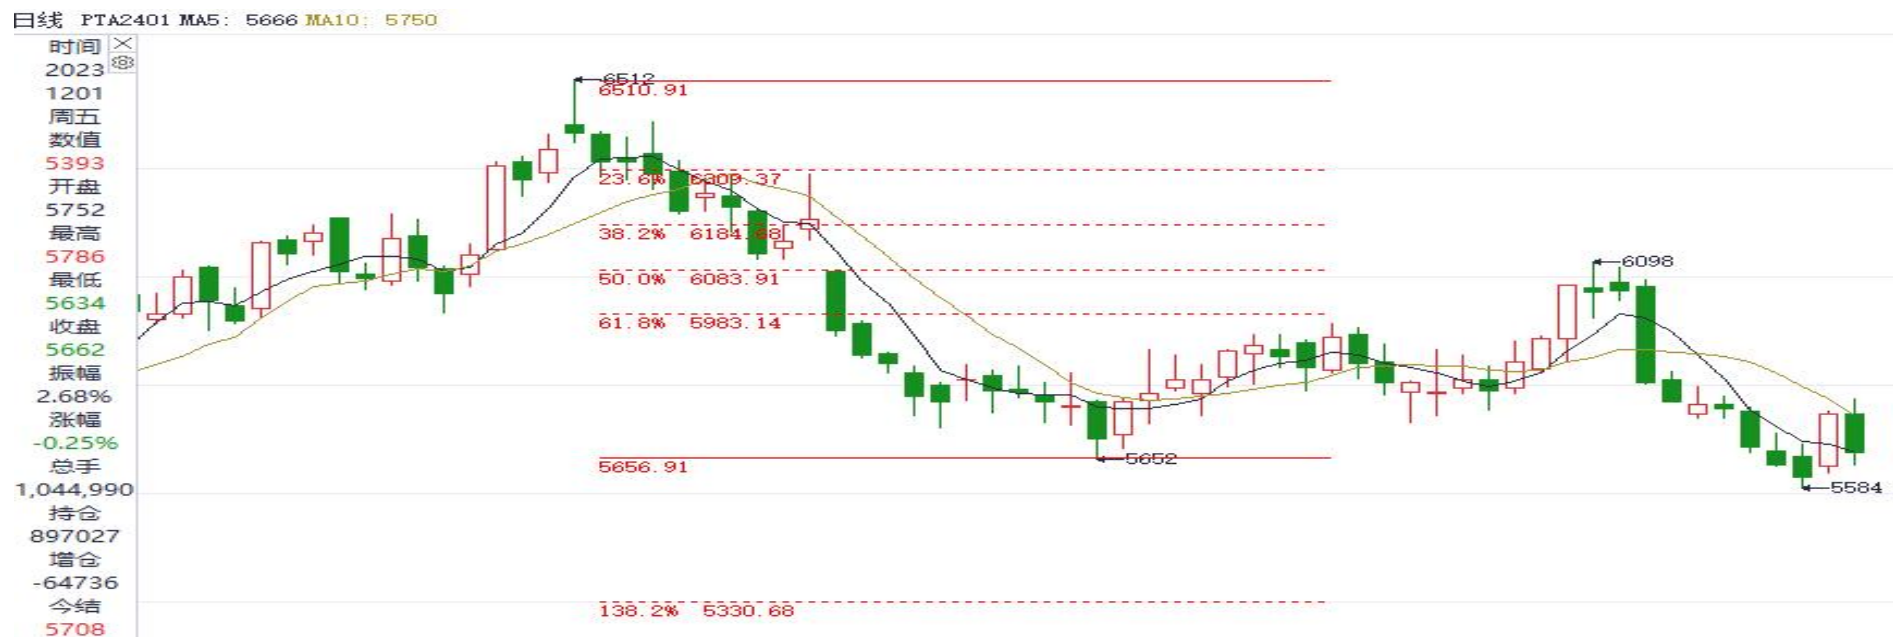 日线 PTA2401 MA5: 5666 MA10: 5750
时间
2023
1201
周五
数值
5393
开盘
5752
最高
5786
最低
5634
收盘
5662
振幅
2.68%
涨幅
-0.25%
总手
1,044,990
持仓
897027
增仓
-64736
今结
5708
6512
6510.91
23.6% 6309.37
38.2% 6184.68
50.0% 6083.91
61.8% 5983.14
6098
5652
5656.91
5584
138.2% 5330.68